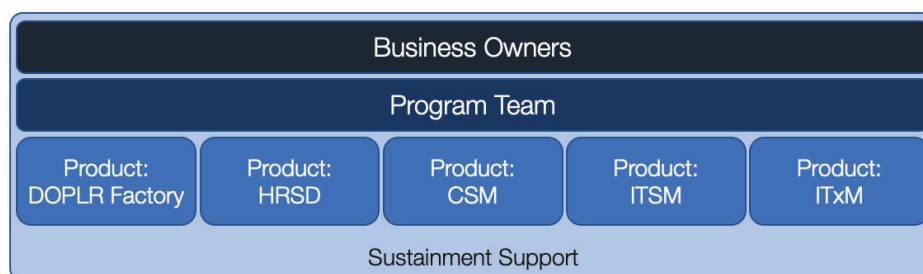 Business Owners
Program Team
Product:
DOPLR Factory
Product:
HRSD
Product:
CSM
Product:
ITSM
Product:
ITxM
Sustainment Support